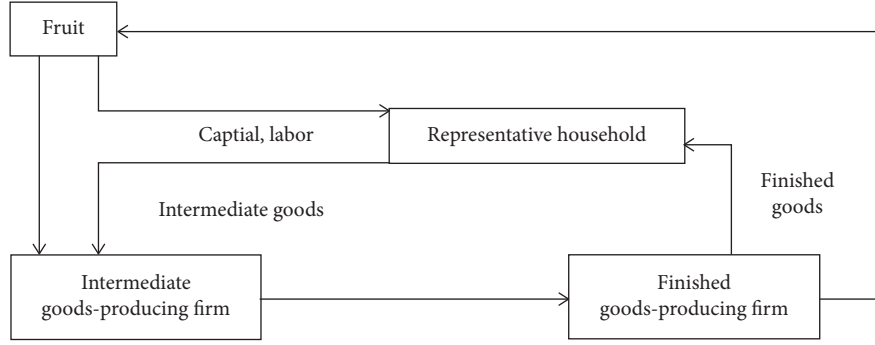 Fruit
Captial, labor
Representative household
Intermediate goods
Finished
goods
Intermediate
goods-producing firm
Finished
goods-producing firm